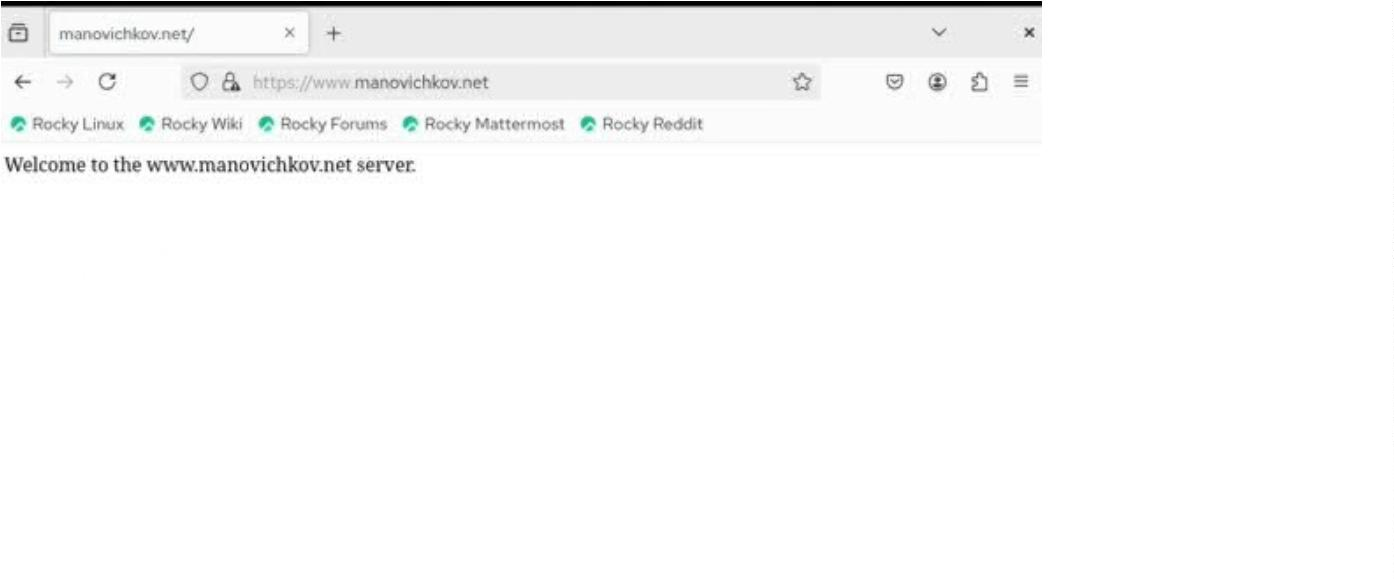 manovichkov.net/
https://www.manovichkov.net
Rocky Linux Rocky Wiki Rocky Forums Rocky Mattermost Rocky Reddit
Welcome to the www.manovichkov.net server.